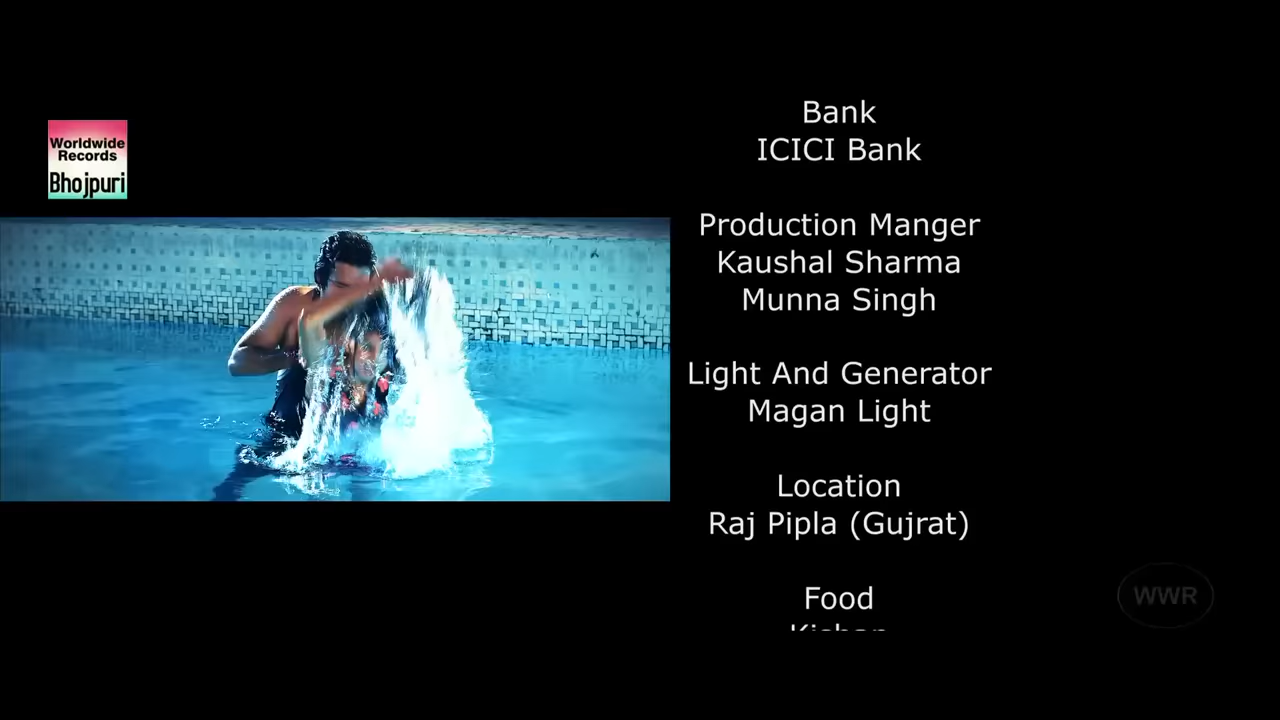 Worldwide
Records
Bhojpuri
Bank
ICICI Bank
Production Manger
Kaushal Sharma
Munna Singh
Light And Generator
Magan Light
Location
Raj Pipla (Gujrat)
Food
WWR